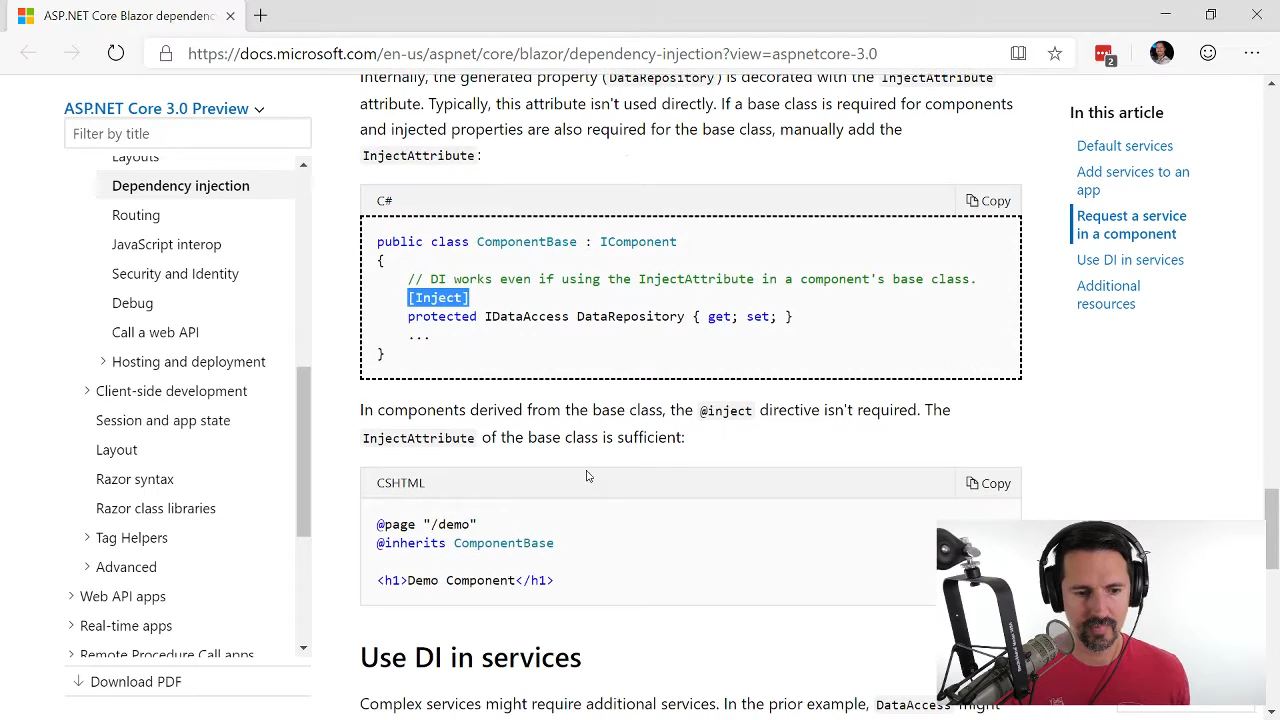 ASP.NET Core Blazor dependenc
https://docs.microsoft.com/en-us/aspnet/core/blazor/dependency-injection?view=aspnetcore-3.0
2
ASP.NET Core 3.0 Preview
Filter by title
Layouts
Dependency injection
Routing
JavaScript interop
Security and Identity
Debug
Call a web API
Hosting and deployment
Client-side development
Session and app state
Layout
Razor syntax
Razor class libraries
Tag Helpers
Advanced
Web API apps
Real-time apps
Remote Procedure Call apps
Download PDF
Internally, the generated property (DataRepository) is decorated with the InjectAttribute
attribute. Typically, this attribute isn't used directly. If a base class is required for components
and injected properties are also required for the base class, manually add the
InjectAttribute:
C#
Copy
public class ComponentBase : IComponent
{
// DI works even if using the InjectAttribute in a component's base class.
[Inject]
protected IDataAccess DataRepository { get; set; }
...
}
In components derived from the base class, the @inject directive isn't required. The
InjectAttribute of the base class is sufficient:
CSHTML
Copy
@page "/demo"
@inherits ComponentBase
<h1>Demo Component</h1>
Use DI in services
Complex services might require additional services. In the prior example, DataAccess might
In this article
Default services
Add services to an
app
Request a service
in a component
Use DI in services
Additional
resources